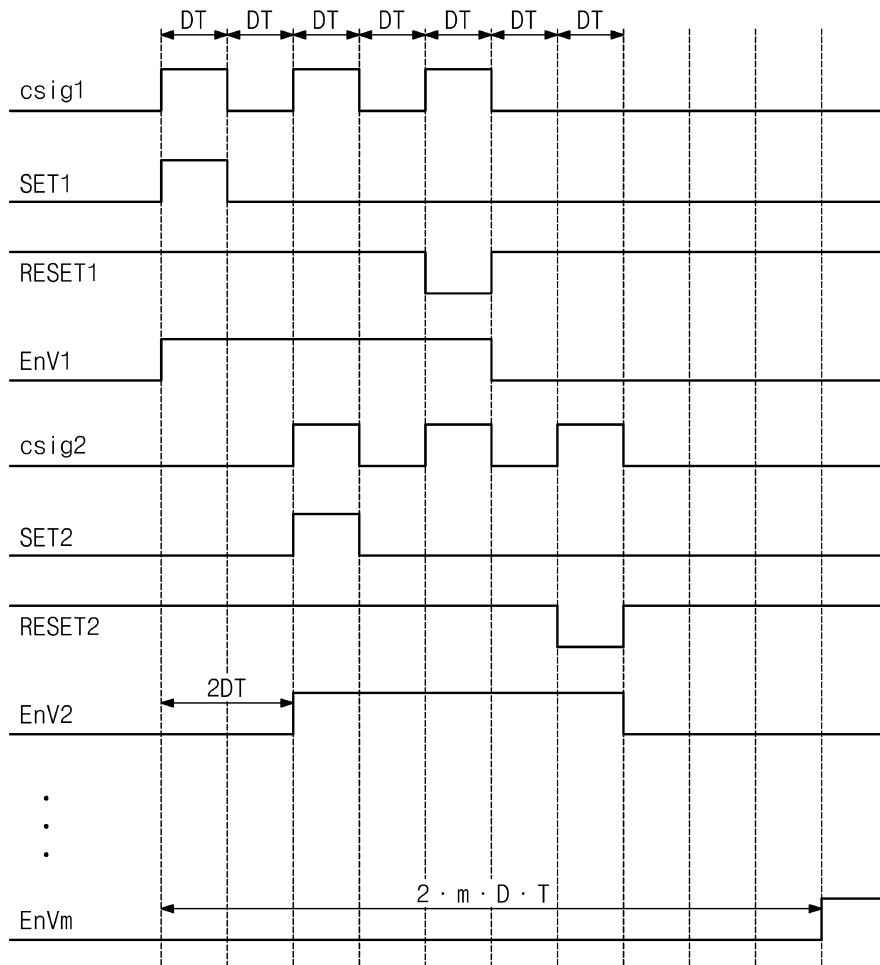 DT DT DT DT DT DT DT
csig1
SET1
RESET1
EnV1
csig2
SET2
RESET2
2DT
EnV2
2 · m · D · T
EnVm